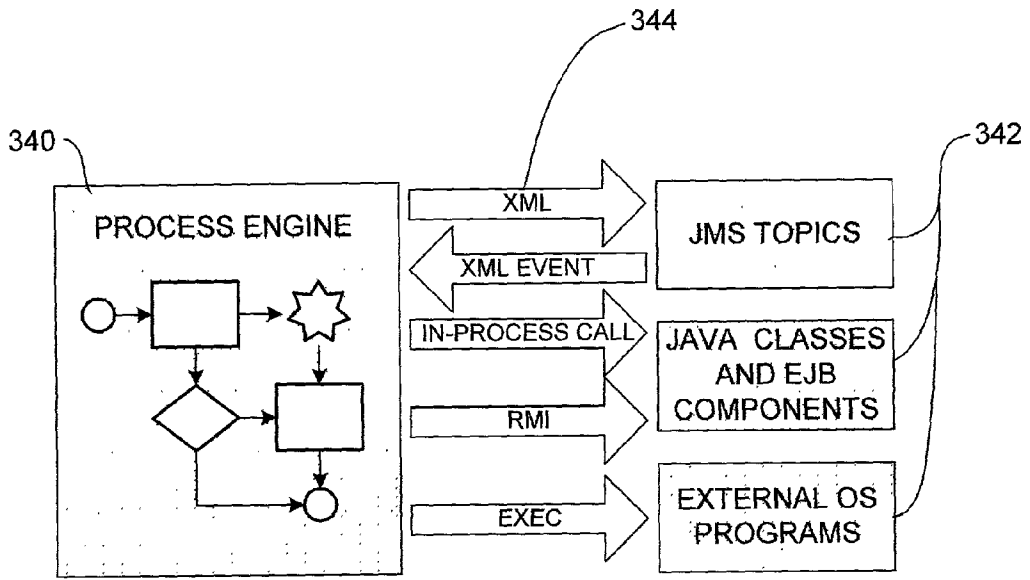 344
340
342
PROCESS ENGINE
XML
JMS TOPICS
XML EVENT
IN-PROCESS CALL
JAVA CLASSES
AND EJB
COMPONENTS
RMI
EXEC
EXTERNAL OS
PROGRAMS